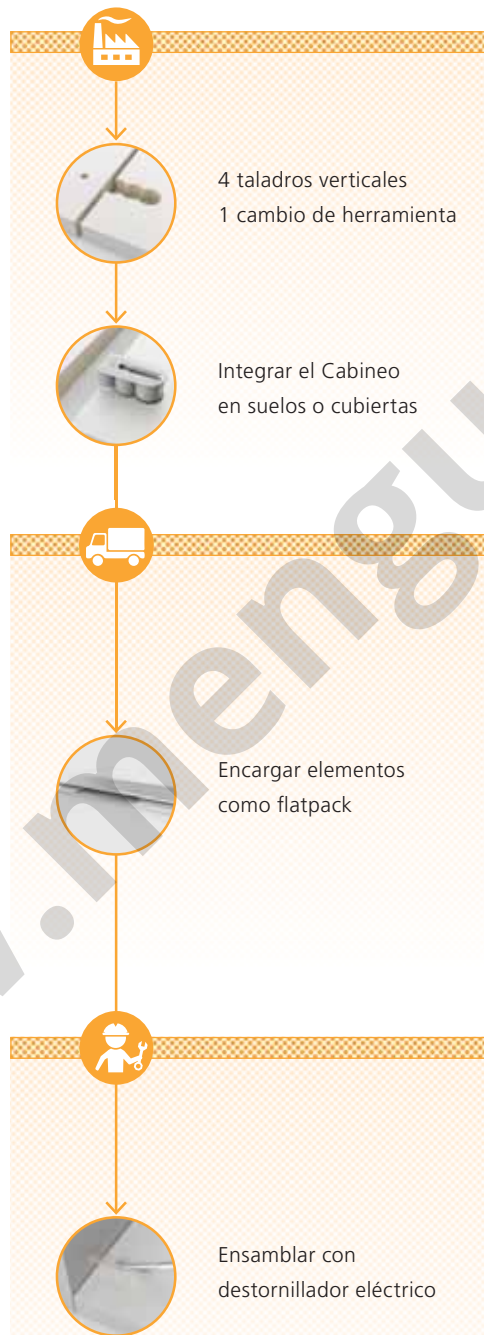 4 taladros verticales
1 cambio de herramienta
Integrar el Cabineo
en suelos o cubiertas
Encargar elementos
como flatpack
Ensamblar con
destornillador eléctrico